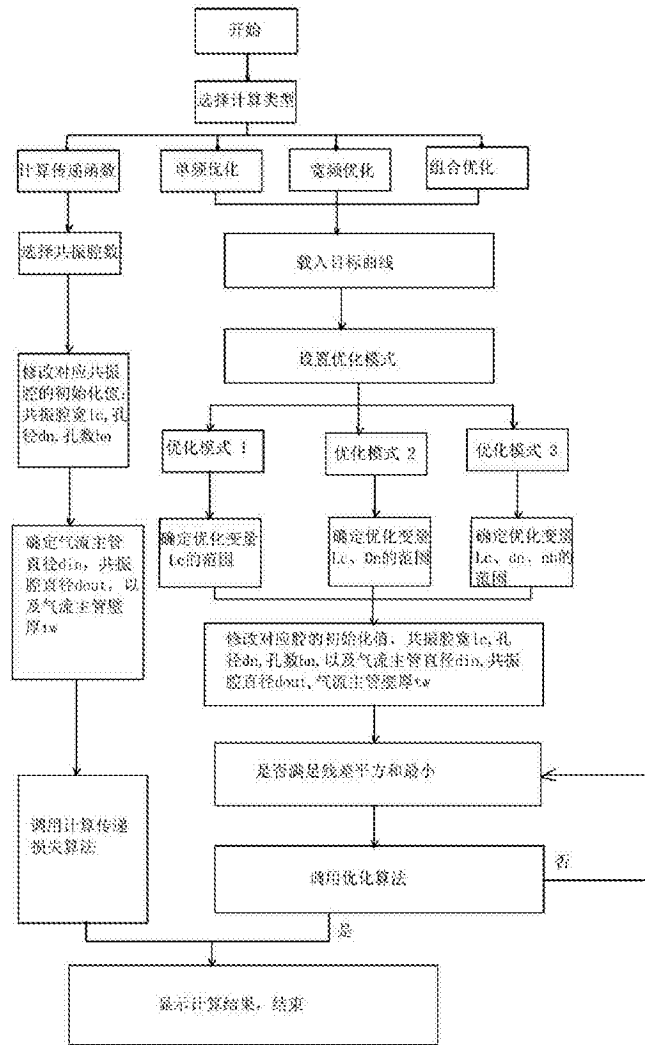 开始
选择计算类型
计算传递函数
单频优化
宽频优化
组合优化
选择共振腔数
载入目标曲线
设置优化模式
修改对应共振
腔的初始化值，
共振腔宽lc,孔
径dn,孔数hn
优化模式 1
优化模式 2
优化模式 3
确定气流主管
直径din，共振
腔直径dout，以
及气流主管壁
厚tw
确定优化变量
Lc的范围
确定优化变量
Lc、Dn的范围
确定优化变量
Lc、dn、nh的
范围
修改对应腔的初始化值，共振腔宽lc,孔
径dn,孔数hn,以及气流主管直径din,共振
腔直径dout,气流主管壁厚tw
是否满足线差平方和最小
调用计算传递
损失算法
调用优化算法
否
是
显示计算结果，结束